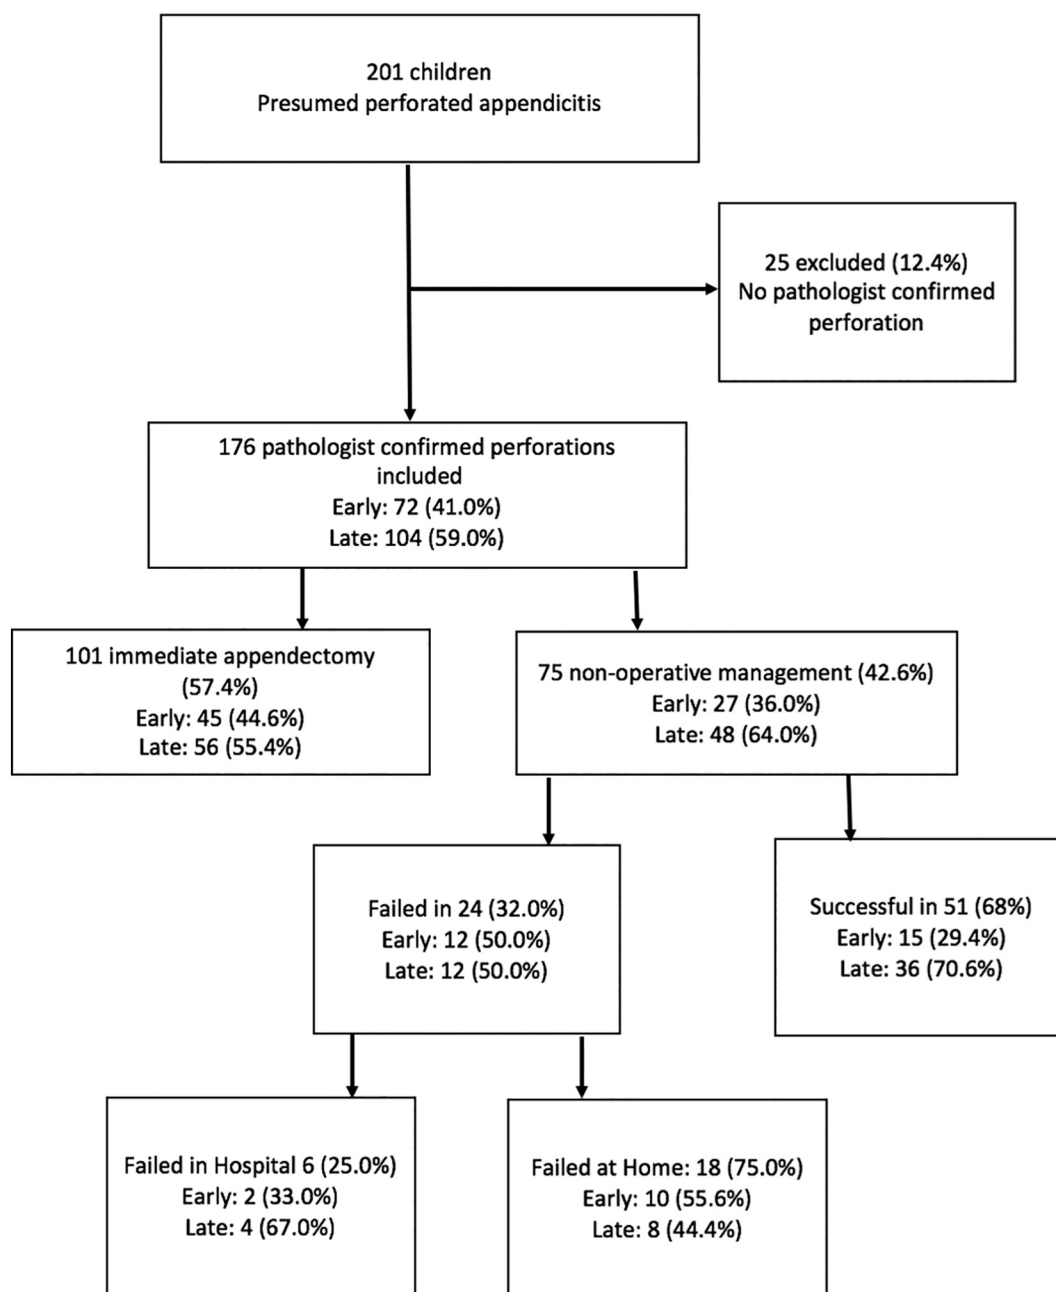 201 children
Presumed perforated appendicitis
25 excluded (12.4%)
No pathologist confirmed
perforation
176 pathologist confirmed perforations
included
Early: 72 (41.0%)
Late: 104 (59.0%)
101 immediate appendectomy
(57.4%)
Early: 45 (44.6%)
Late: 56 (55.4%)
75 non-operative management (42.6%)
Early: 27 (36.0%)
Late: 48 (64.0%)
Failed in 24 (32.0%)
Early: 12 (50.0%)
Late: 12 (50.0%)
Successful in 51 (68%)
Early: 15 (29.4%)
Late: 36 (70.6%)
Failed in Hospital 6 (25.0%)
Early: 2 (33.0%)
Late: 4 (67.0%)
Failed at Home: 18 (75.0%)
Early: 10 (55.6%)
Late: 8 (44.4%)